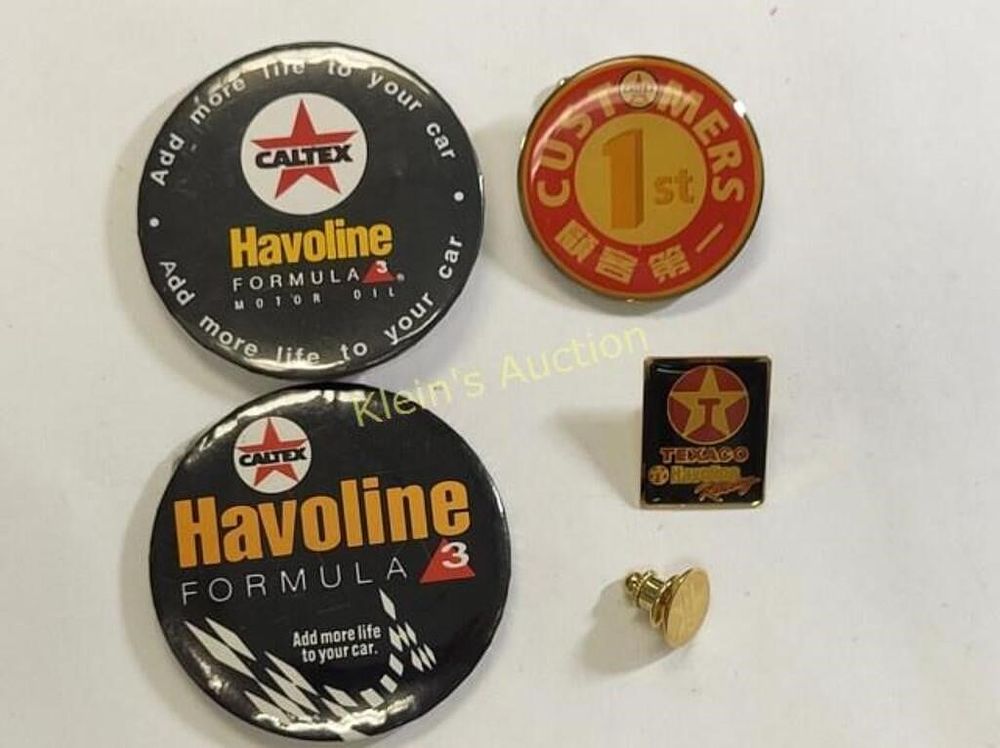 Add more life to your car
CALTEX
Havoline
FORMULA 3®
MOTOR OIL
Add more life to your car
CUSTOMERS
1st
顧客第一
Klein's Auction
TEXACO
Havoline
Racing
CALTEX
Havoline
FORMULA 3
Add more life
to your car.